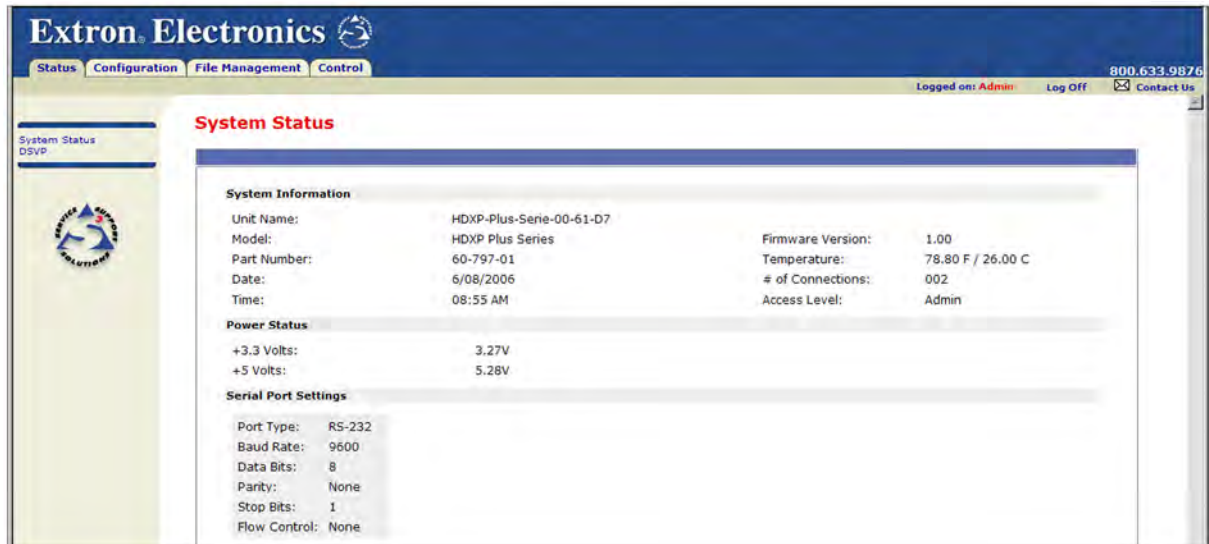 Extron® Electronics
Status Configuration File Management Control
800.633.9876
Logged on: Admin Log Off Contact Us
System Status
System Status
DSVP
SERVICE SUPPORT SOLUTIONS
S3
System Information
Unit Name: HDXP-Plus-Serie-00-61-D7
Model: HDXP Plus Series Firmware Version: 1.00
Part Number: 60-797-01 Temperature: 78.80 F / 26.00 C
Date: 6/08/2006 # of Connections: 002
Time: 08:55 AM Access Level: Admin
Power Status
+3.3 Volts: 3.27V
+5 Volts: 5.28V
Serial Port Settings
Port Type: RS-232
Baud Rate: 9600
Data Bits: 8
Parity: None
Stop Bits: 1
Flow Control: None